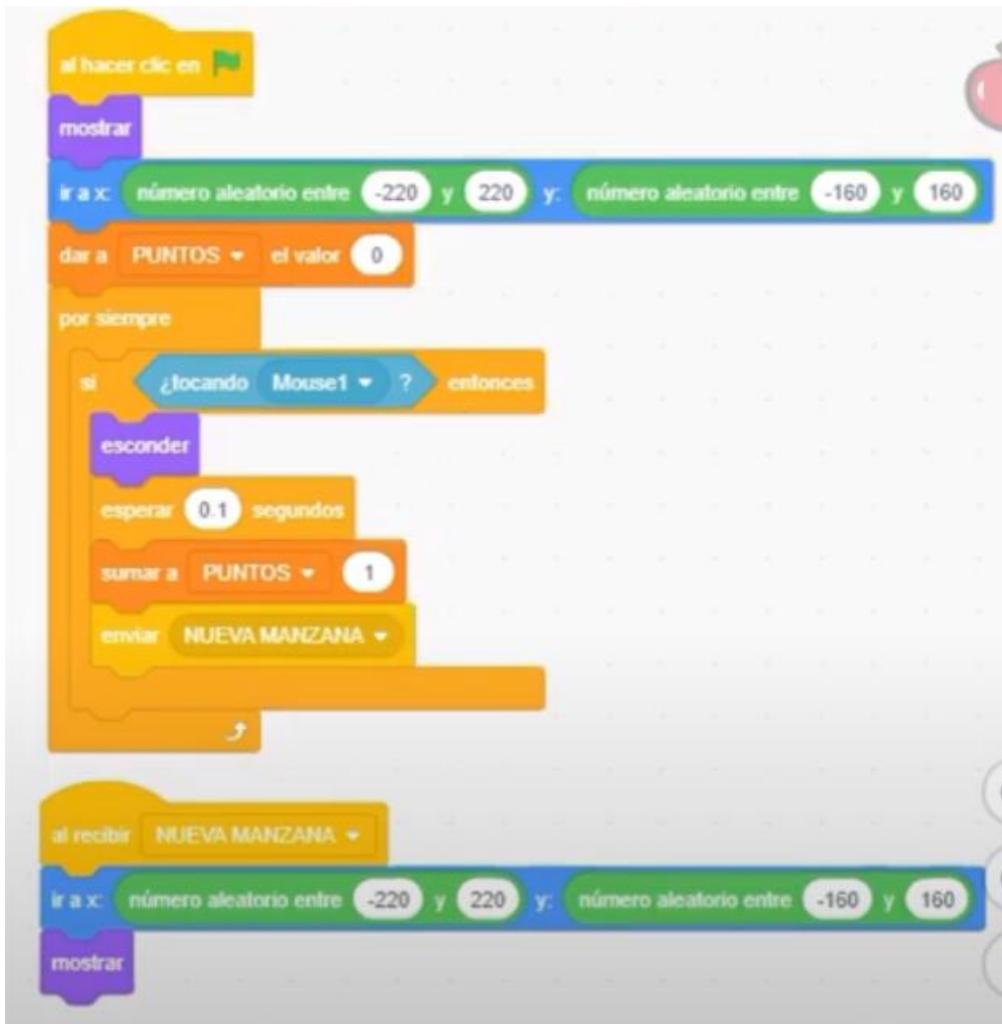 al hacer clic en
mostrar
ir a x: número aleatorio entre -220 y 220 y: número aleatorio entre -160 y 160
dar a PUNTOS el valor 0
por siempre
si ¿tocando Mouse1 ? entonces
esconder
esperar 0.1 segundos
sumar a PUNTOS 1
enviar NUEVA MANZANA
al recibir NUEVA MANZANA
ir a x: número aleatorio entre -220 y 220 y: número aleatorio entre -160 y 160
mostrar